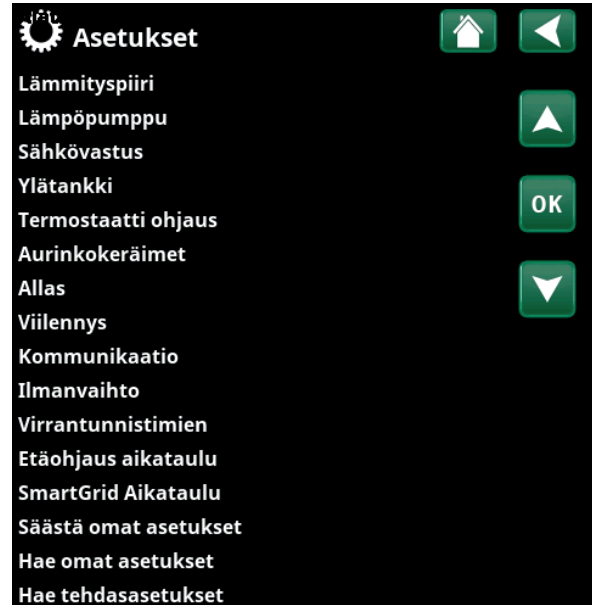 Asetukset
Lämmityspiiri
Lämpöpumppu
Sähkövastus
Ylätankki
Termostaatti ohjaus
OK
Aurinkokeräimet
Allas
Viilennys
Kommunikaatio
Ilmanvaihto
Virrantunnistimien
Etäohjaus aikataulu
SmartGrid Aikataulu
Säästä omat asetukset
Hae omat asetukset
Hae tehdasasetukset